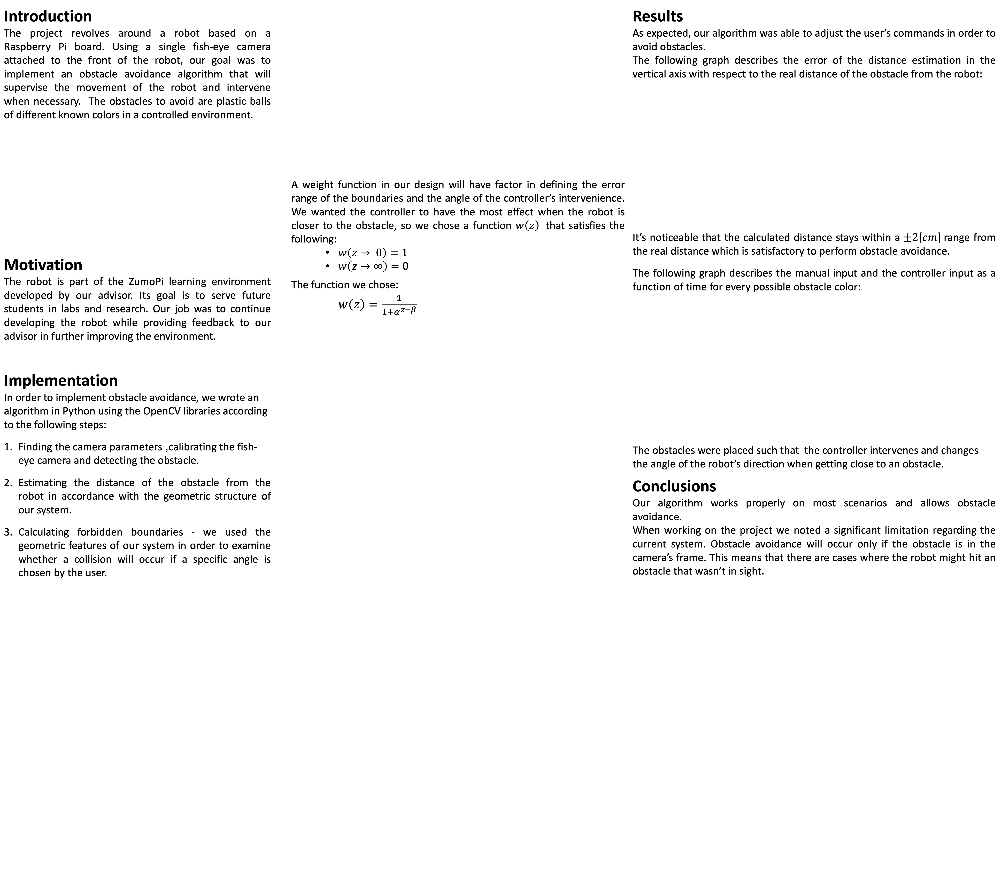 Introduction
The project revolves around a robot based on a
Raspberry Pi board. Using a single fish-eye camera
attached to the front of the robot, our goal was to
implement an obstacle avoidance algorithm that will
supervise the movement of the robot and intervene
when necessary.  The obstacles to avoid are plastic balls
of different known colors in a controlled environment.
Motivation
The robot is part of the ZumoPi learning environment
developed by our advisor. Its goal is to serve future
students in labs and research. Our job was to continue
developing the robot while providing feedback to our
advisor in further improving the environment.
Implementation
In order to implement obstacle avoidance, we wrote an
algorithm in Python using the OpenCV libraries according
to the following steps:
1. Finding the camera parameters ,calibrating the fish-
eye camera and detecting the obstacle.
2. Estimating the distance of the obstacle from the
robot in accordance with the geometric structure of
our system.
3. Calculating forbidden boundaries - we used the
geometric features of our system in order to examine
whether a collision will occur if a specific angle is
chosen by the user.
A weight function in our design will have factor in defining the error
range of the boundaries and the angle of the controller’s intervenience.
We wanted the controller to have the most effect when the robot is
closer to the obstacle, so we chose a function w(z) that satisfies the
following:
• w(z → 0) = 1
• w(z → ∞) = 0
The function we chose:
w(z) = 1/(1+α^(z−β))
Results
As expected, our algorithm was able to adjust the user’s commands in order to
avoid obstacles.
The following graph describes the error of the distance estimation in the
vertical axis with respect to the real distance of the obstacle from the robot:
It’s noticeable that the calculated distance stays within a ±2[cm] range from
the real distance which is satisfactory to perform obstacle avoidance.
The following graph describes the manual input and the controller input as a
function of time for every possible obstacle color:
The obstacles were placed such that  the controller intervenes and changes
the angle of the robot’s direction when getting close to an obstacle.
Conclusions
Our algorithm works properly on most scenarios and allows obstacle
avoidance.
When working on the project we noted a significant limitation regarding the
current system. Obstacle avoidance will occur only if the obstacle is in the
camera’s frame. This means that there are cases where the robot might hit an
obstacle that wasn’t in sight.